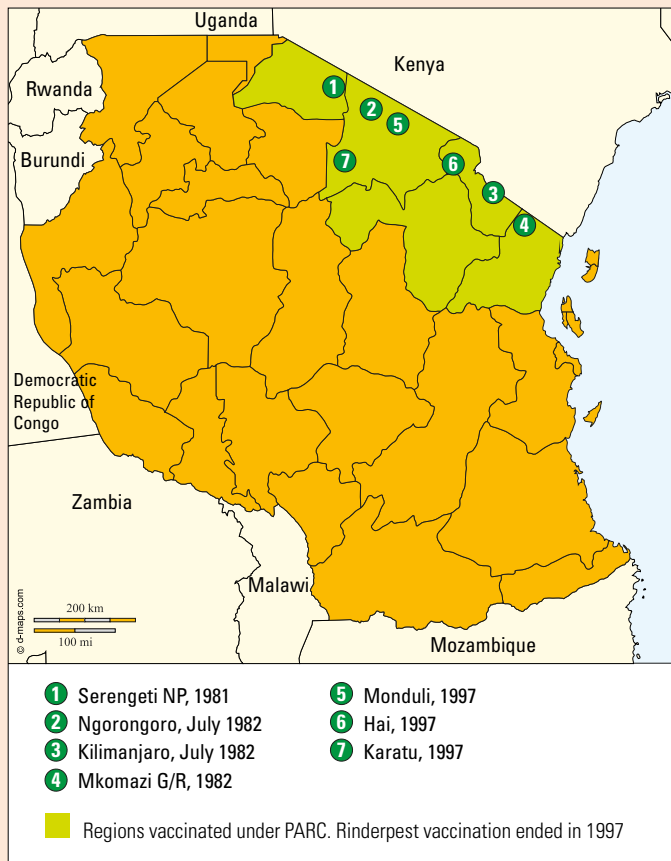 Uganda
Kenya
Rwanda
Burundi
1
2
5
7
6
3
4
Democratic
Republic of
Congo
Zambia
Malawi
Mozambique
200 km
100 mi
© d-maps.com
1 Serengeti NP, 1981
2 Ngorongoro, July 1982
3 Kilimanjaro, July 1982
4 Mkomazi G/R, 1982
5 Monduli, 1997
6 Hai, 1997
7 Karatu, 1997
Regions vaccinated under PARC. Rinderpest vaccination ended in 1997